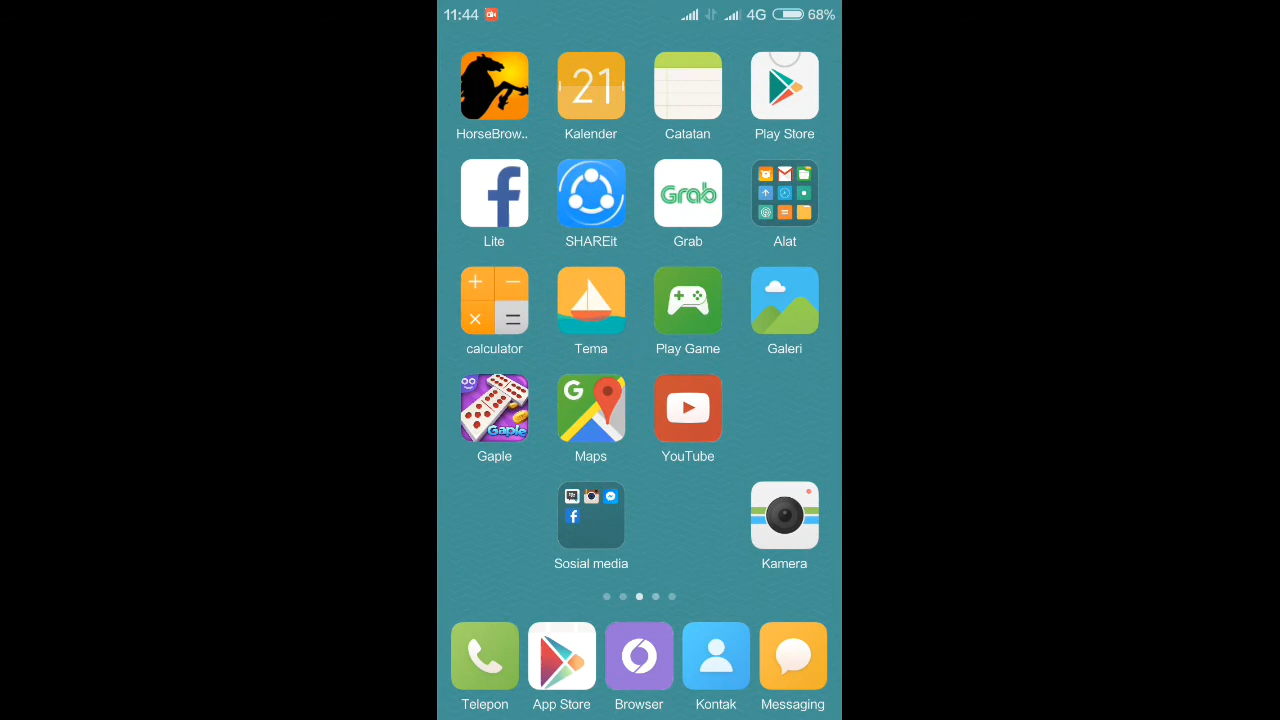 11:44 4G 68%
21
HorseBrow.. Kalender Catatan Play Store
Grab
Lite SHAREit Grab Alat
calculator Tema Play Game Galeri
G
Gaple
Gaple Maps YouTube
Sosial media Kamera
Telepon App Store Browser Kontak Messaging